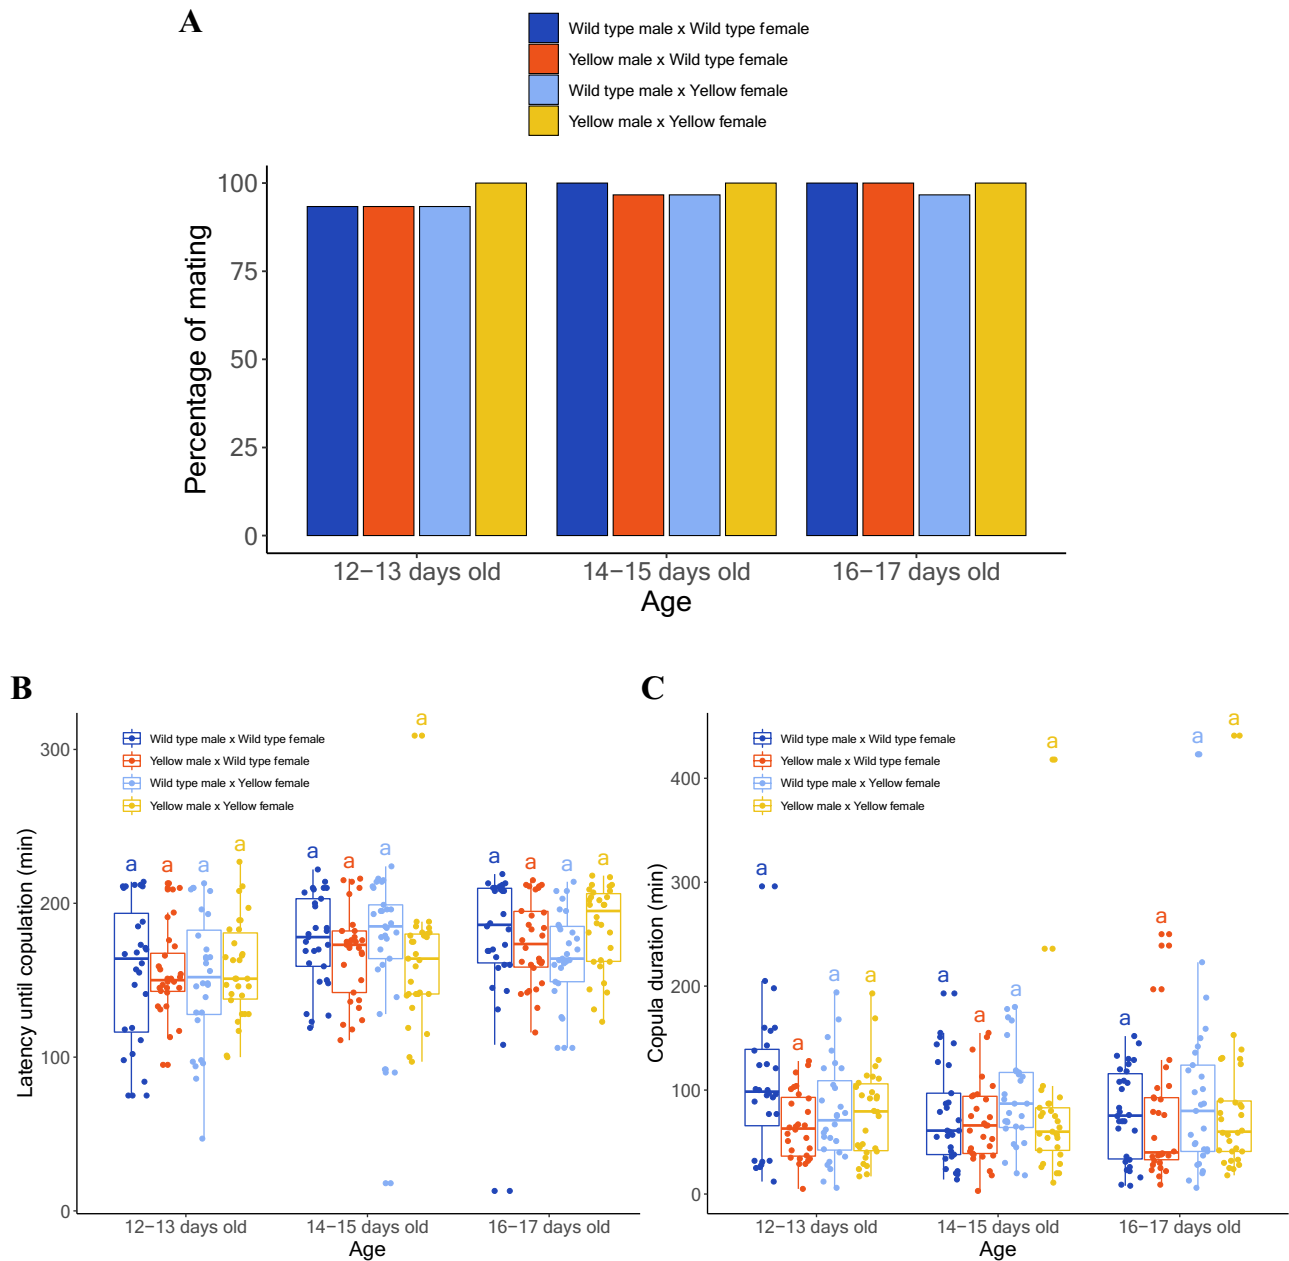 A
Wild type male x Wild type female
Yellow male x Wild type female
Wild type male x Yellow female
Yellow male x Yellow female
Percentage of mating
100
75
50
25
0
12−13 days old
14−15 days old
16−17 days old
Age
B
Latency until copulation (min)
300
200
100
0
Wild type male x Wild type female
Yellow male x Wild type female
Wild type male x Yellow female
Yellow male x Yellow female
a a a a
a a a a
a a a a
12−13 days old
14−15 days old
16−17 days old
Age
C
Copula duration (min)
400
300
200
100
0
Wild type male x Wild type female
Yellow male x Wild type female
Wild type male x Yellow female
Yellow male x Yellow female
a a a a
a a a a
a a a a
12−13 days old
14−15 days old
16−17 days old
Age